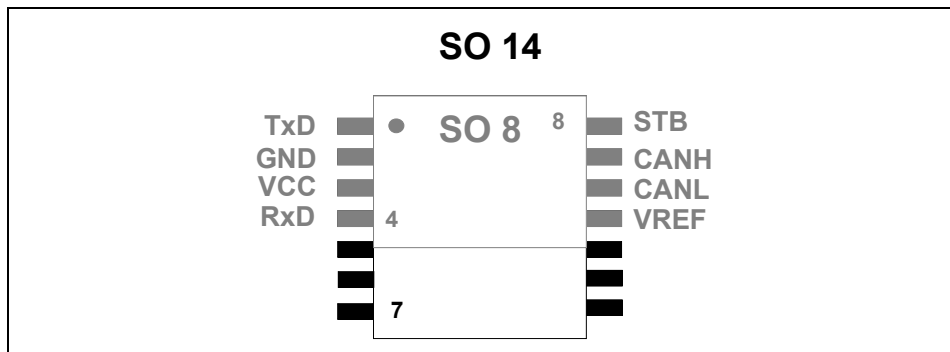 SO 14
TxD SO 8 8 STB
GND CANH
VCC CANL
RxD 4 VREF
7